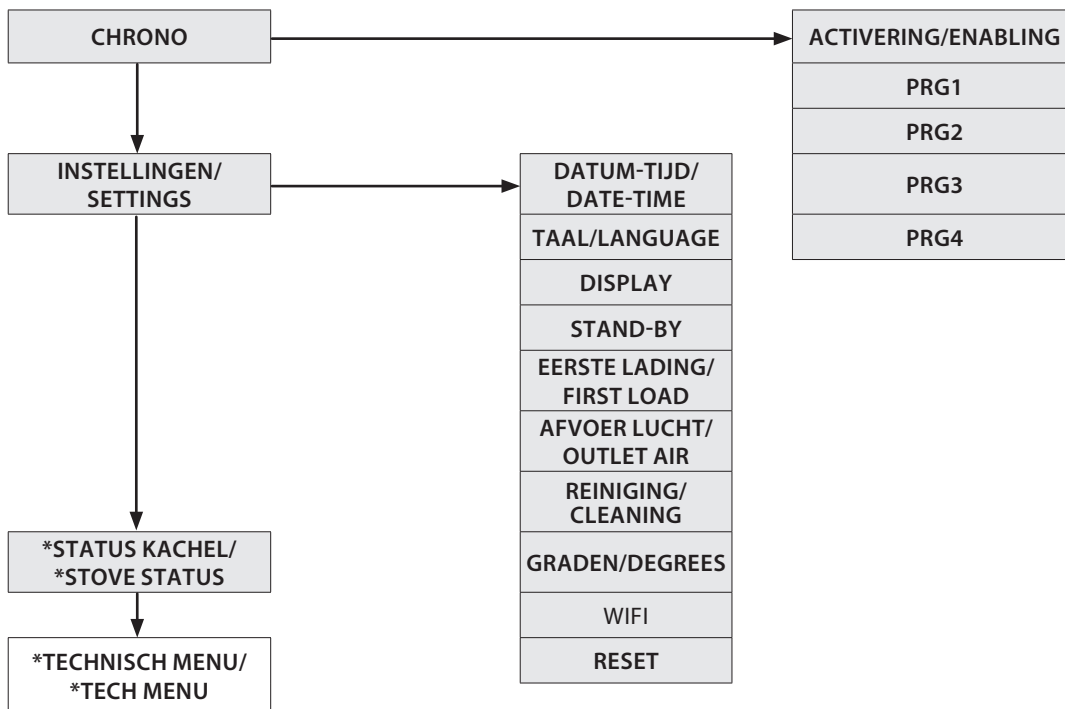 CHRONO
ACTIVERING/ENABLING
PRG1
PRG2
PRG3
PRG4
INSTELLINGEN/
SETTINGS
DATUM-TIJD/
DATE-TIME
TAAL/LANGUAGE
DISPLAY
STAND-BY
EERSTE LADING/
FIRST LOAD
AFVOER LUCHT/
OUTLET AIR
REINIGING/
CLEANING
GRADEN/DEGREES
WIFI
RESET
*STATUS KACHEL/
*STOVE STATUS
*TECHNISCH MENU/
*TECH MENU